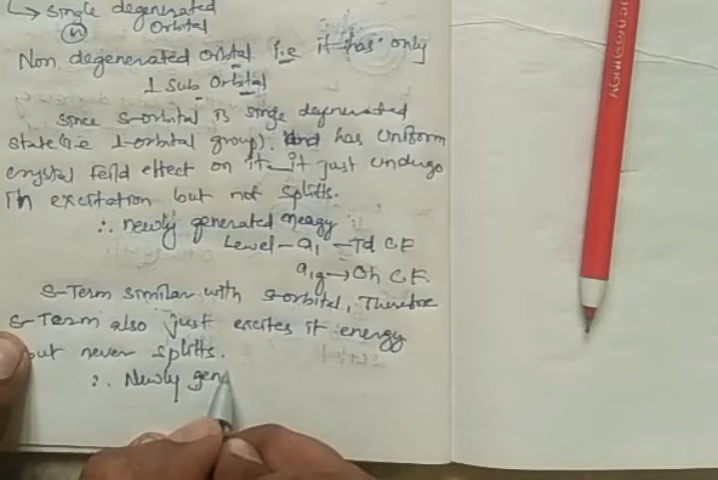 ↳ single degenerated
(n) Orbital
Non degenerated orbital i.e it has only
1 Sub Orbital
since s-orbital is single degenerated
state (i.e 1-orbital group). and has uniform
crystal feild effect on it it just undugo
in excitation but not splitts.
∴ newly generated energy
Level - a1 - Td CF
a1g → Oh CF.
S-Term similar with s-orbital, Therefore
S-Term also just excites it energy
but never splitts.
∴ Newly gen